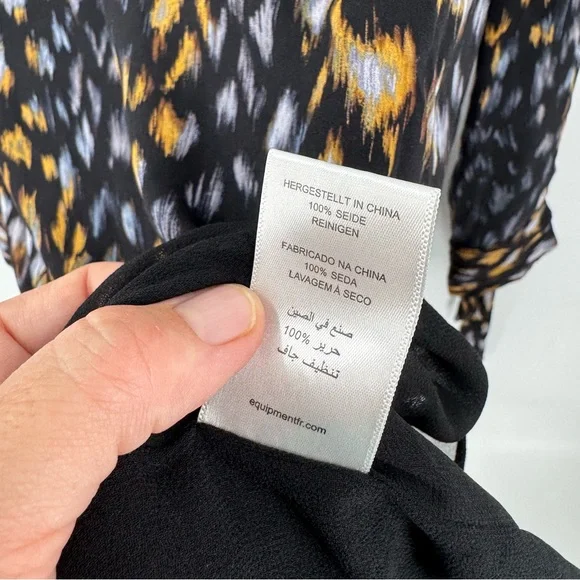 HERGESTELLT IN CHINA
100% SEIDE
REINIGEN
FABRICADO NA CHINA
100% SEDA
LAVAGEM À SECO
صنع في الصين
100% حرير
تنظيف جاف
equipmentfr.com